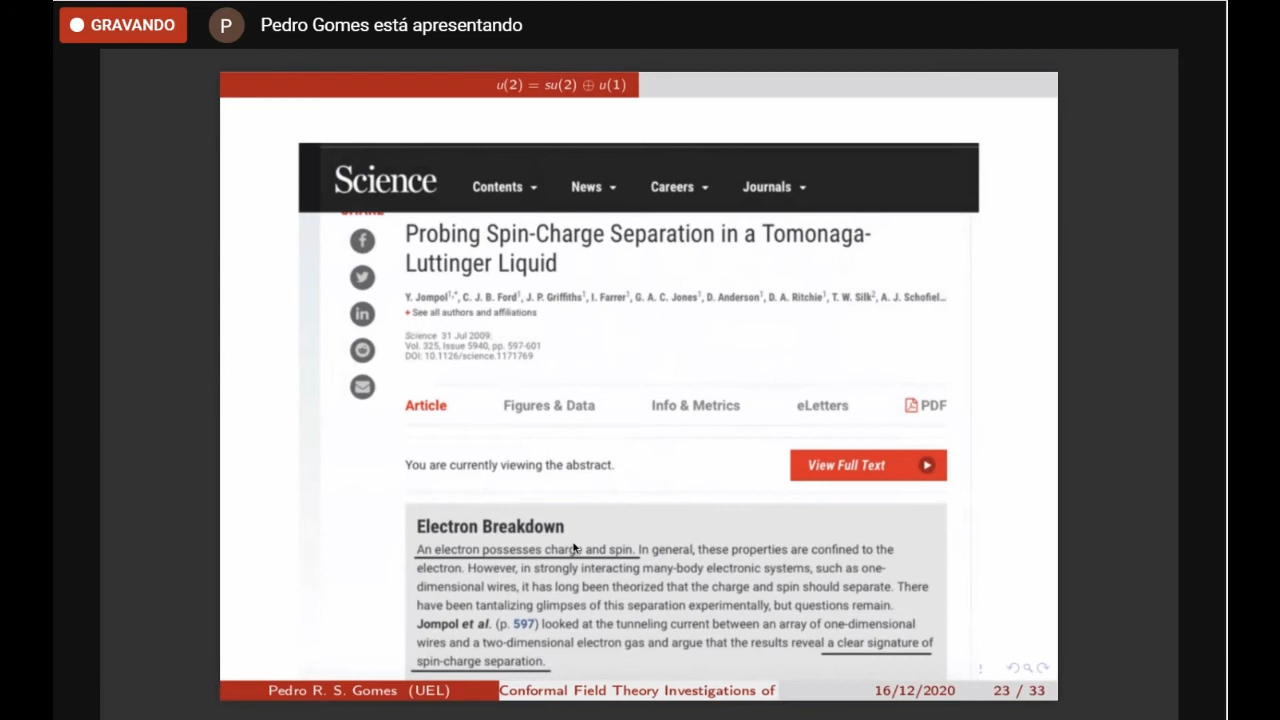 GRAVANDO
P
Pedro Gomes está apresentando
u(2) = su(2) ⊕ u(1)
Science
Contents
News
Careers
Journals
Probing Spin-Charge Separation in a Tomonaga-
Luttinger Liquid
Y. Jompol1,*, C. J. B. Ford1, J. P. Griffiths1, I. Farrer1, G. A. C. Jones1, D. Anderson1, D. A. Ritchie1, T. W. Silk2, A. J. Schofiel...
+ See all authors and affiliations
Science 31 Jul 2009:
Vol. 325, Issue 5940, pp. 597-601
DOI: 10.1126/science.1171769
Article
Figures & Data
Info & Metrics
eLetters
PDF
You are currently viewing the abstract.
View Full Text
Electron Breakdown
An electron possesses charge and spin. In general, these properties are confined to the
electron. However, in strongly interacting many-body electronic systems, such as one-
dimensional wires, it has long been theorized that the charge and spin should separate. There
have been tantalizing glimpses of this separation experimentally, but questions remain.
Jompol et al. (p. 597) looked at the tunneling current between an array of one-dimensional
wires and a two-dimensional electron gas and argue that the results reveal a clear signature of
spin-charge separation.
Pedro R. S. Gomes (UEL)
Conformal Field Theory Investigations of
16/12/2020
23 / 33